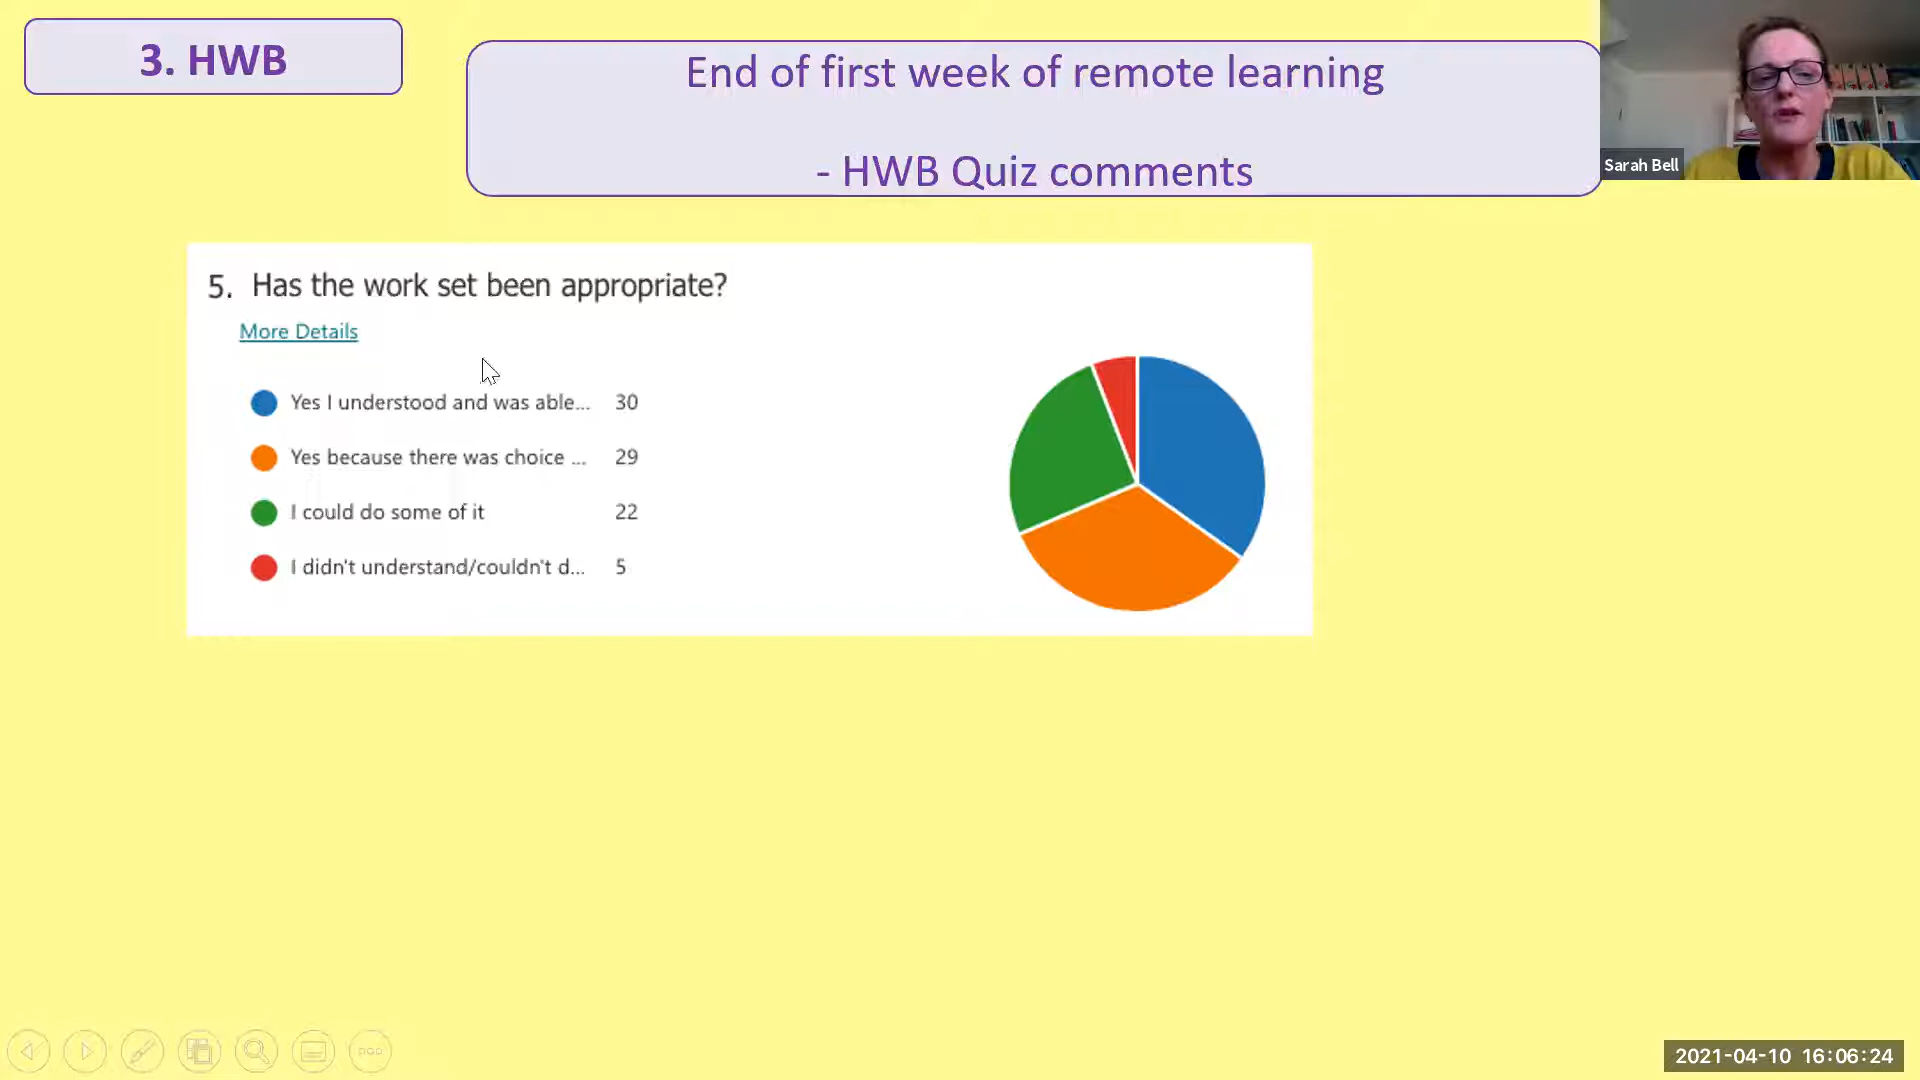 3. HWB
End of first week of remote learning
- HWB Quiz comments
Sarah Bell
5. Has the work set been appropriate?
More Details
Yes I understood and was able... 30
Yes because there was choice ... 29
I could do some of it 22
I didn't understand/couldn't d... 5
2021-04-10 16:06:24